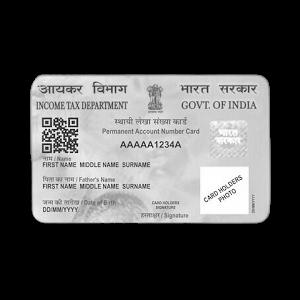 आयकर विभाग भारत सरकार
INCOME TAX DEPARTMENT GOVT. OF INDIA
स्थायी लेखा संख्या कार्ड
Permanent Account Number Card
AAAAA1234A
भारत सरकार
नाम / Name
FIRST NAME MIDDLE NAME SURNAME
पिता का नाम / Father's Name
FIRST NAME MIDDLE NAME SURNAME
CARD HOLDERS PHOTO
CARD HOLDERS
SIGNATURE
जन्म की तारीख / Date of Birth
DD/MM/YYYY
हस्ताक्षर / Signature